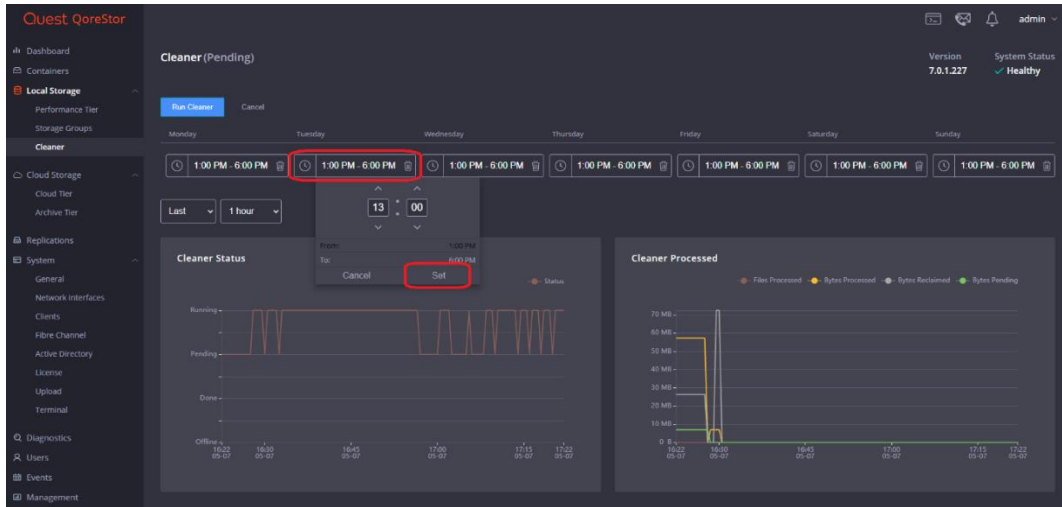 Quest QoreStor
admin
Dashboard
Containers
Local Storage
Performance Tier
Storage Groups
Cleaner
Cloud Storage
Cloud Tier
Archive Tier
Replications
System
General
Network Interfaces
Clients
Fibre Channel
Active Directory
License
Upload
Terminal
Diagnostics
Users
Events
Management
Cleaner (Pending)
Version System Status
7.0.1.227 Healthy
Run Cleaner Cancel
Monday Tuesday Wednesday Thursday Friday Saturday Sunday
1:00 PM - 6:00 PM 1:00 PM - 6:00 PM 1:00 PM - 6:00 PM 1:00 PM - 6:00 PM 1:00 PM - 6:00 PM 1:00 PM - 6:00 PM 1:00 PM - 6:00 PM
13 : 00
From: 1:00 PM
To: 6:00 PM
Cancel Set
Last 1 hour
Cleaner Status
Status
Running
Pending
Done
Offline
16:22 16:30 16:45 17:00 17:15 17:22
05-07 05-07 05-07 05-07 05-07 05-07
Cleaner Processed
Files Processed Bytes Processed Bytes Reclaimed Bytes Pending
70 MB
60 MB
50 MB
40 MB
30 MB
20 MB
10 MB
0 B
16:22 16:30 16:45 17:00 17:15 17:22
05-07 05-07 05-07 05-07 05-07 05-07